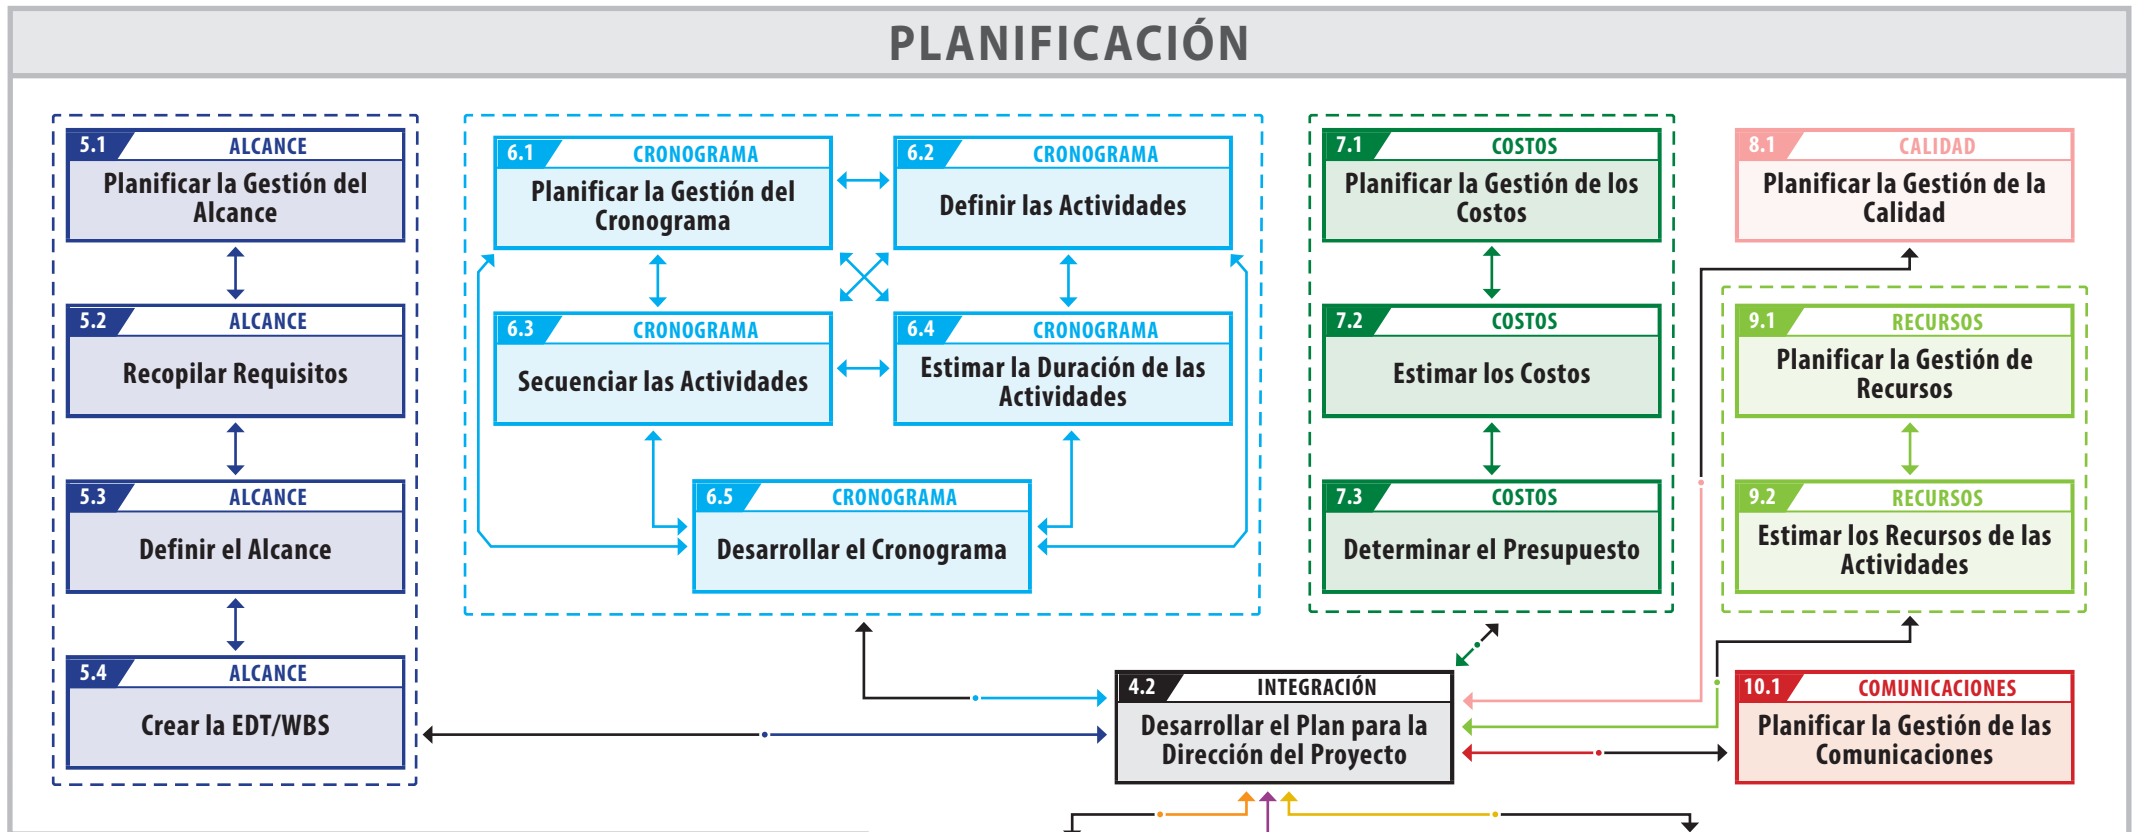 PLANIFICACIÓN
5.1 ALCANCE
Planificar la Gestión del
Alcance
5.2 ALCANCE
Recopilar Requisitos
5.3 ALCANCE
Definir el Alcance
5.4 ALCANCE
Crear la EDT/WBS
6.1 CRONOGRAMA
Planificar la Gestión del
Cronograma
6.2 CRONOGRAMA
Definir las Actividades
6.3 CRONOGRAMA
Secuenciar las Actividades
6.4 CRONOGRAMA
Estimar la Duración de las
Actividades
6.5 CRONOGRAMA
Desarrollar el Cronograma
7.1 COSTOS
Planificar la Gestión de los
Costos
7.2 COSTOS
Estimar los Costos
7.3 COSTOS
Determinar el Presupuesto
8.1 CALIDAD
Planificar la Gestión de la
Calidad
9.1 RECURSOS
Planificar la Gestión de
Recursos
9.2 RECURSOS
Estimar los Recursos de las
Actividades
4.2 INTEGRACIÓN
Desarrollar el Plan para la
Dirección del Proyecto
10.1 COMUNICACIONES
Planificar la Gestión de las
Comunicaciones